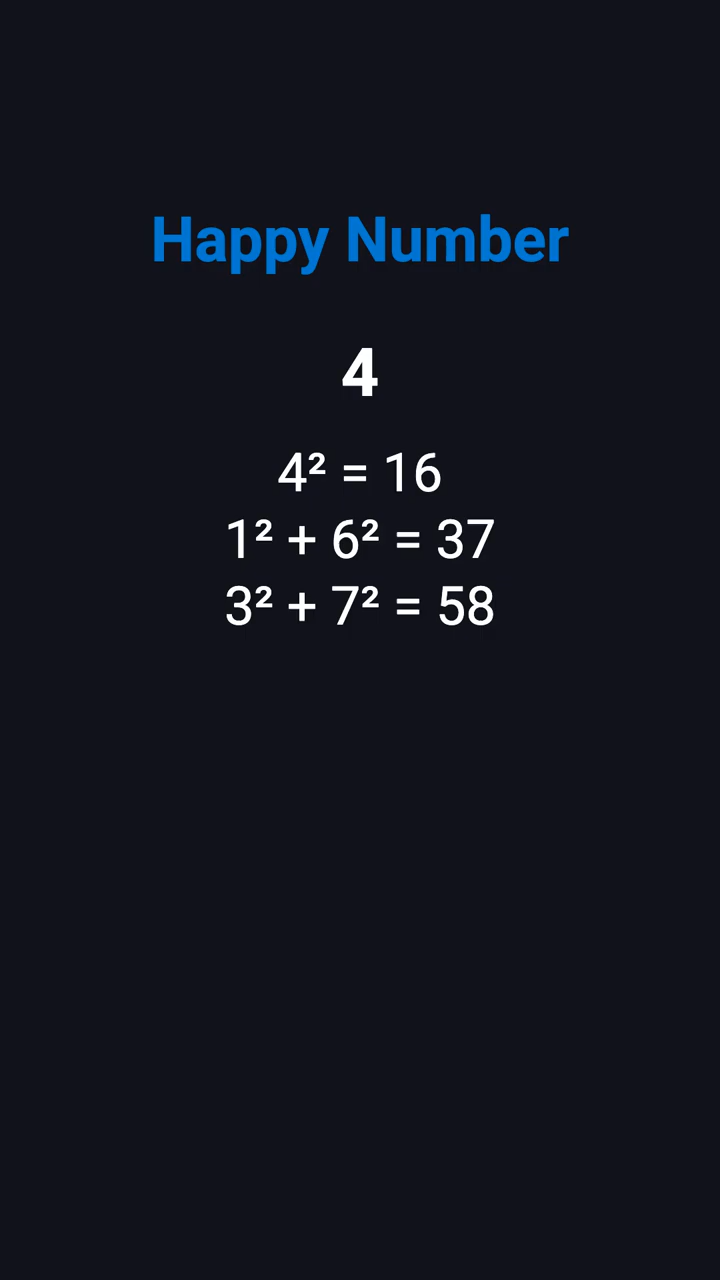 Happy Number
4
4² = 16
1² + 6² = 37
3² + 7² = 58